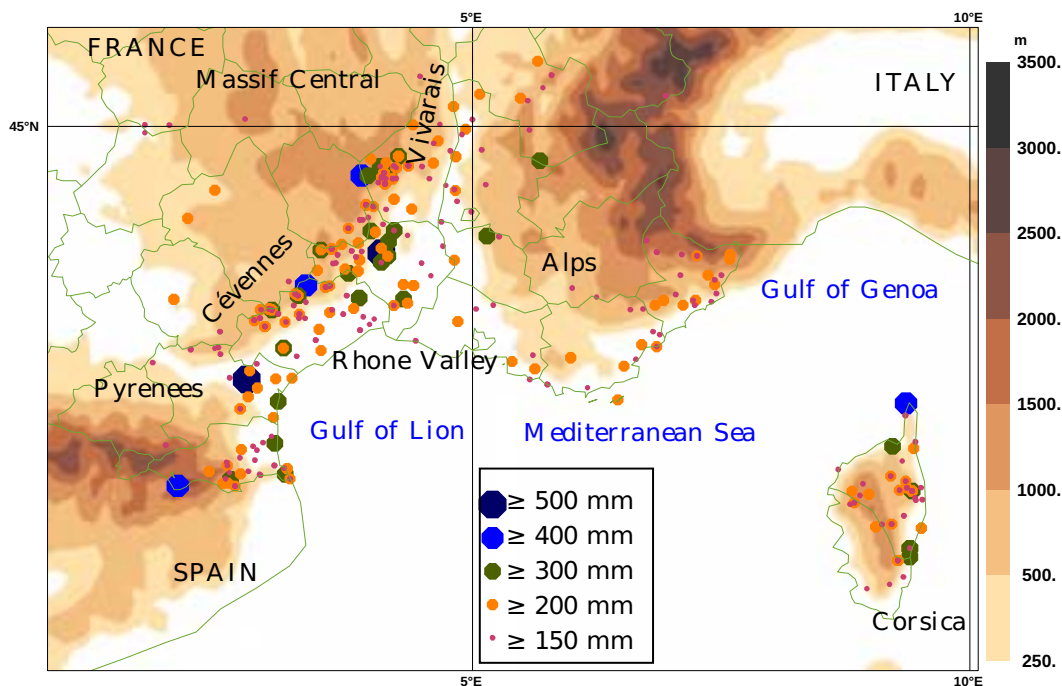 5°E
10°E
m
FRANCE
3500.
Massif Central
ITALY
Vivarais
45°N
3000.
2500.
Cévennes
Alps
Gulf of Genoa
2000.
Rhone Valley
Pyrenees
1500.
Gulf of Lion
Mediterranean Sea
1000.
≥ 500 mm
≥ 400 mm
≥ 300 mm
SPAIN
500.
≥ 200 mm
Corsica
≥ 150 mm
250.
5°E
10°E